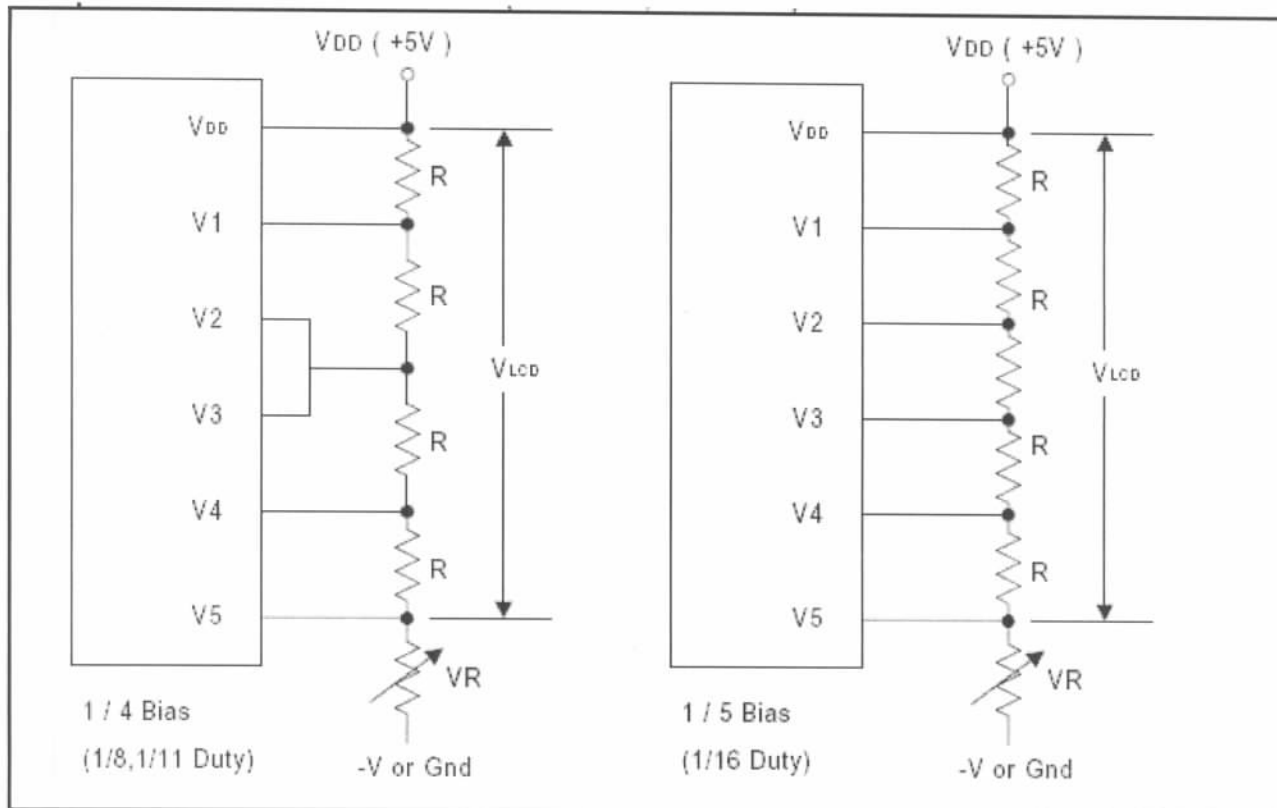 VDD ( +5V)
VDD
V1
V2
V3
V4
V5
R
R
R
R
VLCD
VR
1 / 4 Bias
(1/8,1/11 Duty)
-V or Gnd
VDD ( +5V)
VDD
V1
V2
V3
V4
V5
R
R
R
R
VLCD
VR
1 / 5 Bias
(1/16 Duty)
-V or Gnd